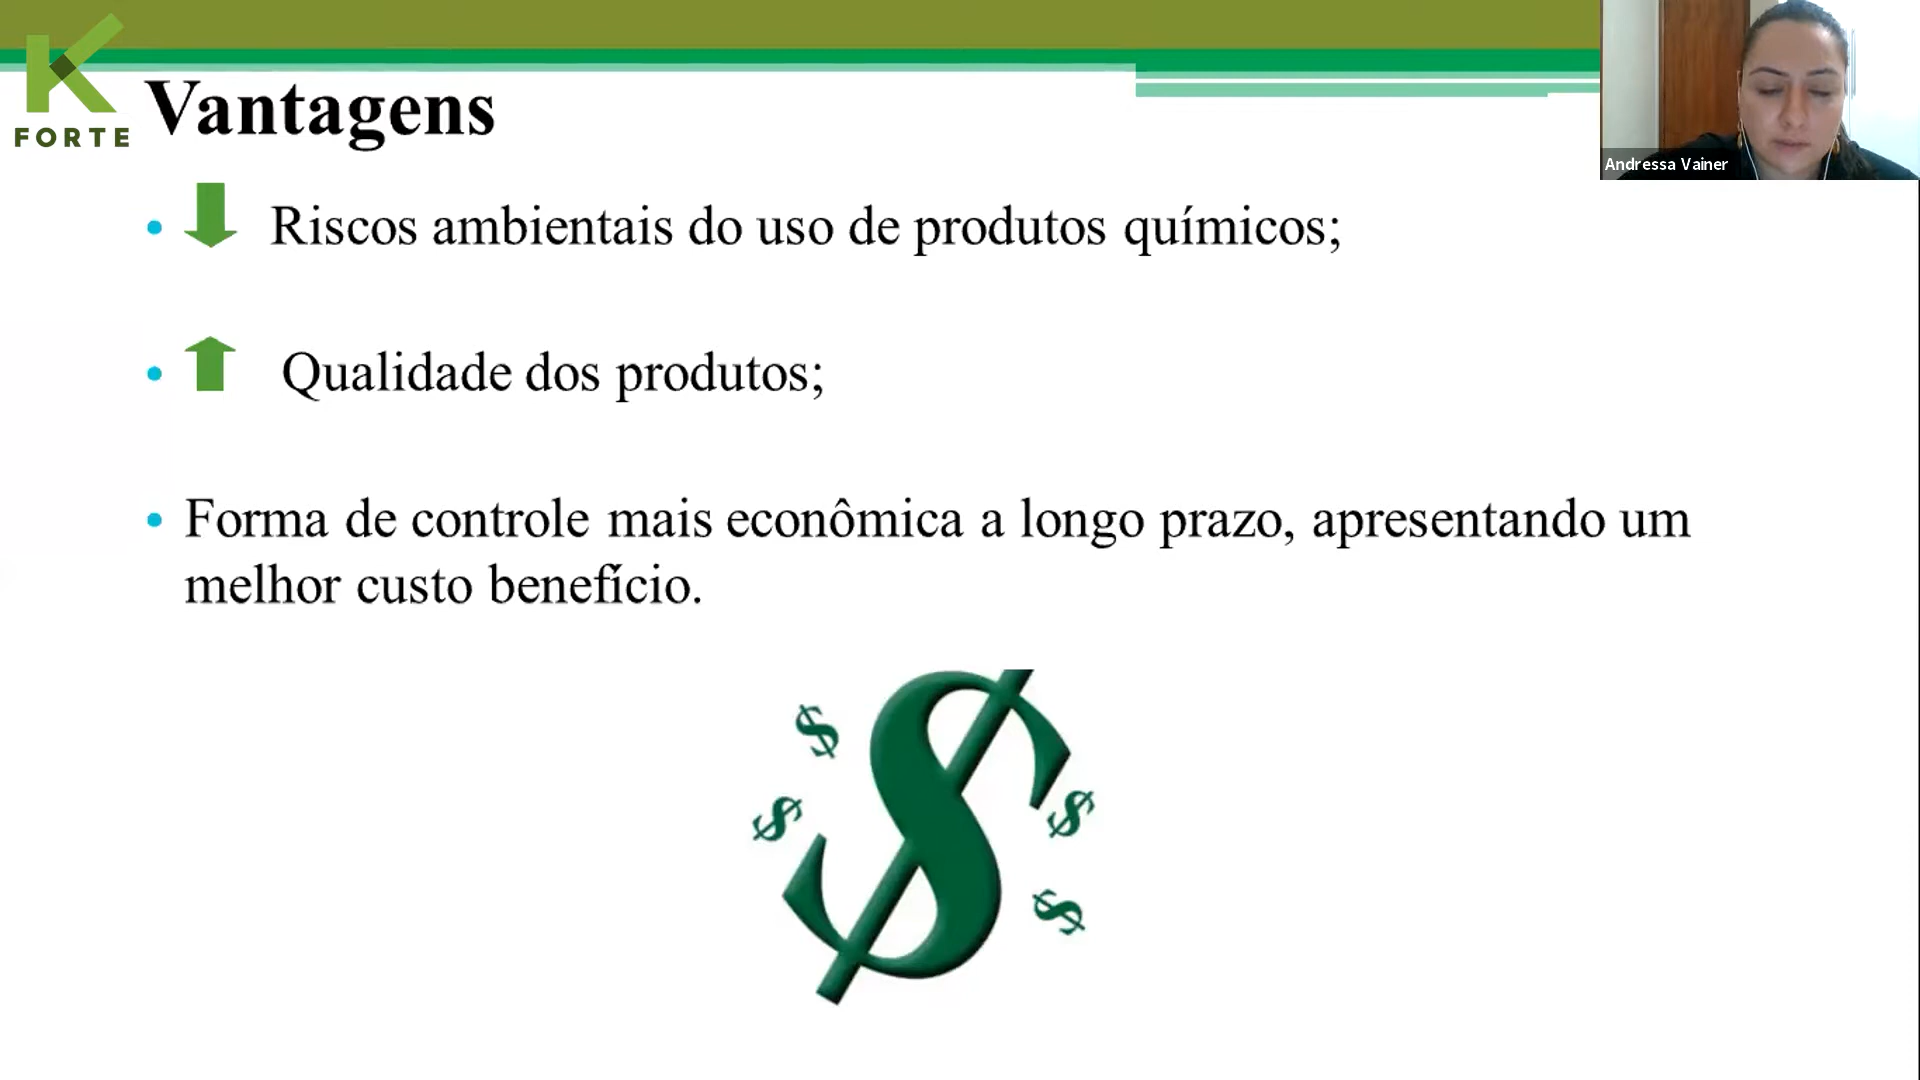 K
FORTE
Vantagens
Andressa Vainer
• Riscos ambientais do uso de produtos químicos;
• Qualidade dos produtos;
• Forma de controle mais econômica a longo prazo, apresentando um
melhor custo benefício.
$
$
$
$
$